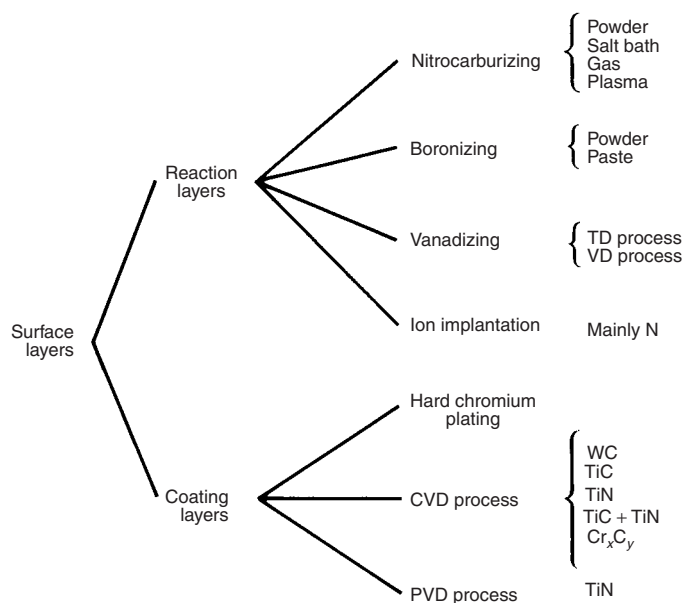 Surface
layers
Reaction
layers
Nitrocarburizing
Powder
Salt bath
Gas
Plasma
Boronizing
Powder
Paste
Vanadizing
TD process
VD process
Ion implantation
Mainly N
Coating
layers
Hard chromium
plating
CVD process
WC
TiC
TiN
TiC + TiN
CrxCy
PVD process
TiN